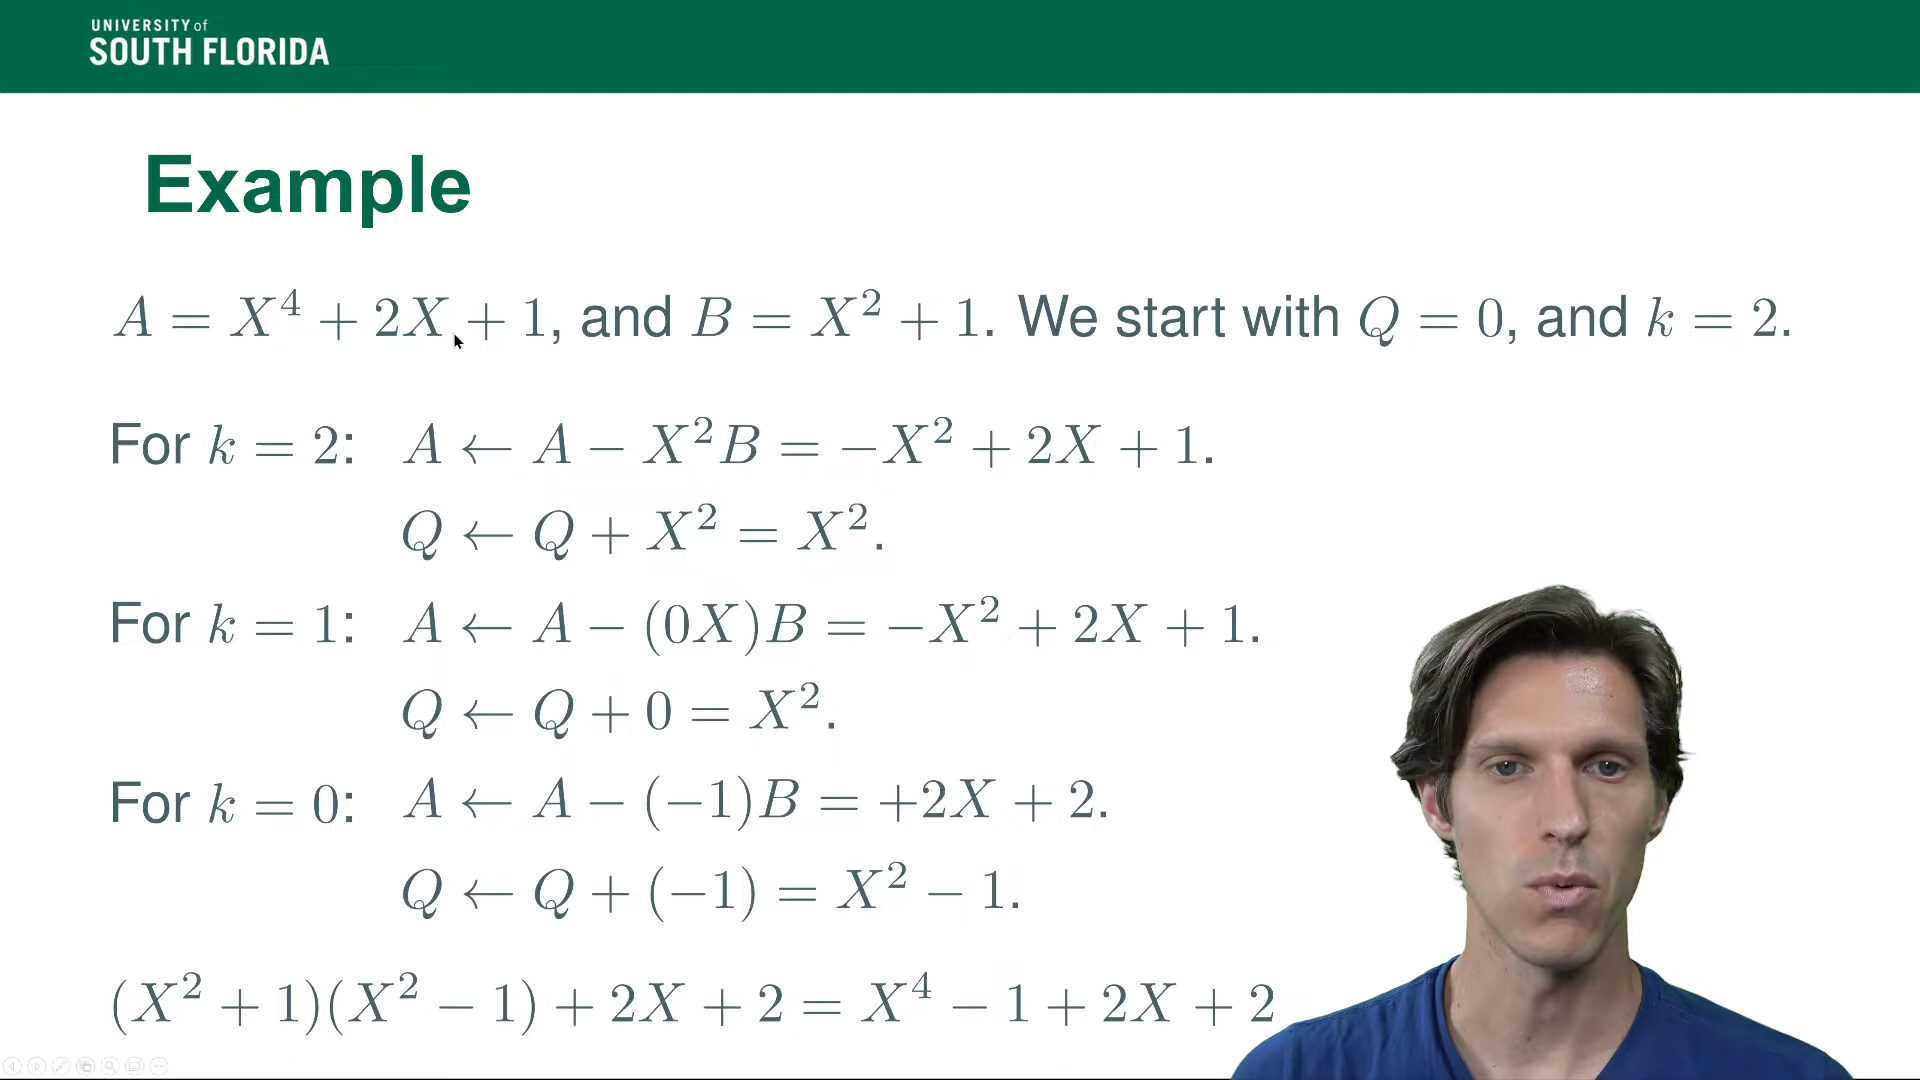 UNIVERSITY of
SOUTH FLORIDA
Example
A = X⁴ + 2X + 1, and B = X² + 1. We start with Q = 0, and k = 2.
For k = 2: A ← A − X²B = −X² + 2X + 1.
Q ← Q + X² = X².
For k = 1: A ← A − (0X)B = −X² + 2X + 1.
Q ← Q + 0 = X².
For k = 0: A ← A − (−1)B = +2X + 2.
Q ← Q + (−1) = X² − 1.
(X² + 1)(X² − 1) + 2X + 2 = X⁴ − 1 + 2X + 2